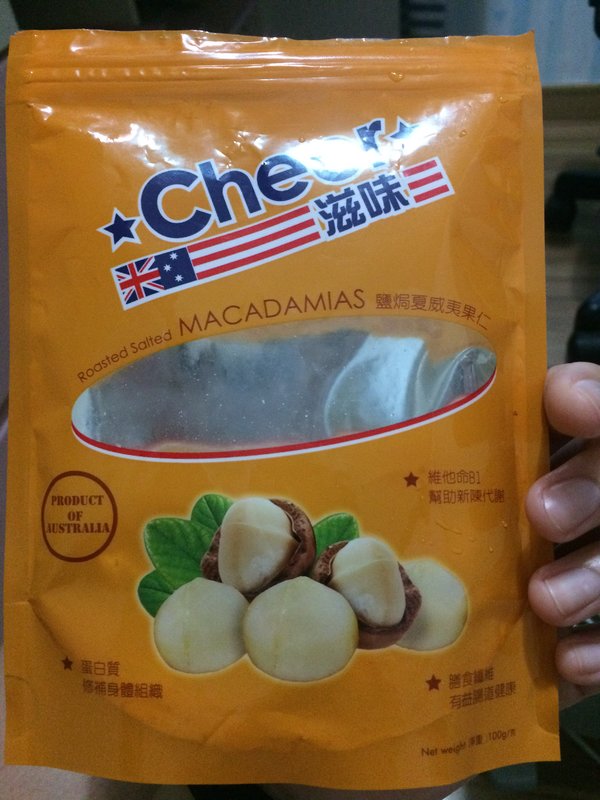 Cheer
滋味
Roasted Salted MACADAMIAS 鹽焗夏威夷果仁
維他命B1
幫助新陳代謝
PRODUCT
OF
AUSTRALIA
蛋白質
修補身體組織
膳食纖維
有益腸道健康
Net weight 淨重 :100g/克